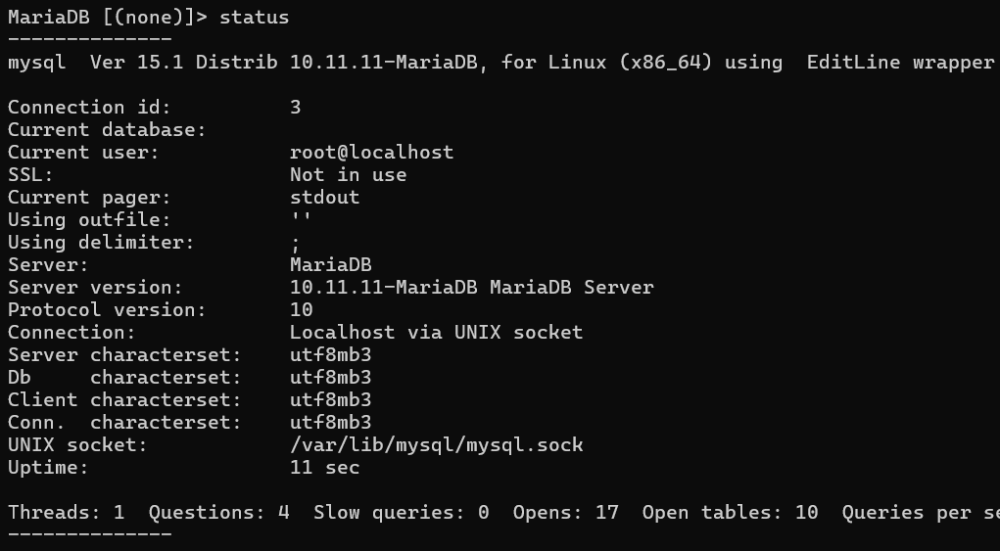 MariaDB [(none)]> status
--------------
mysql  Ver 15.1 Distrib 10.11.11-MariaDB, for Linux (x86_64) using  EditLine wrapper

Connection id:          3
Current database:
Current user:           root@localhost
SSL:                    Not in use
Current pager:          stdout
Using outfile:          ''
Using delimiter:        ;
Server:                 MariaDB
Server version:         10.11.11-MariaDB MariaDB Server
Protocol version:       10
Connection:             Localhost via UNIX socket
Server characterset:    utf8mb3
Db     characterset:    utf8mb3
Client characterset:    utf8mb3
Conn.  characterset:    utf8mb3
UNIX socket:            /var/lib/mysql/mysql.sock
Uptime:                 11 sec

Threads: 1  Questions: 4  Slow queries: 0  Opens: 17  Open tables: 10  Queries per
--------------